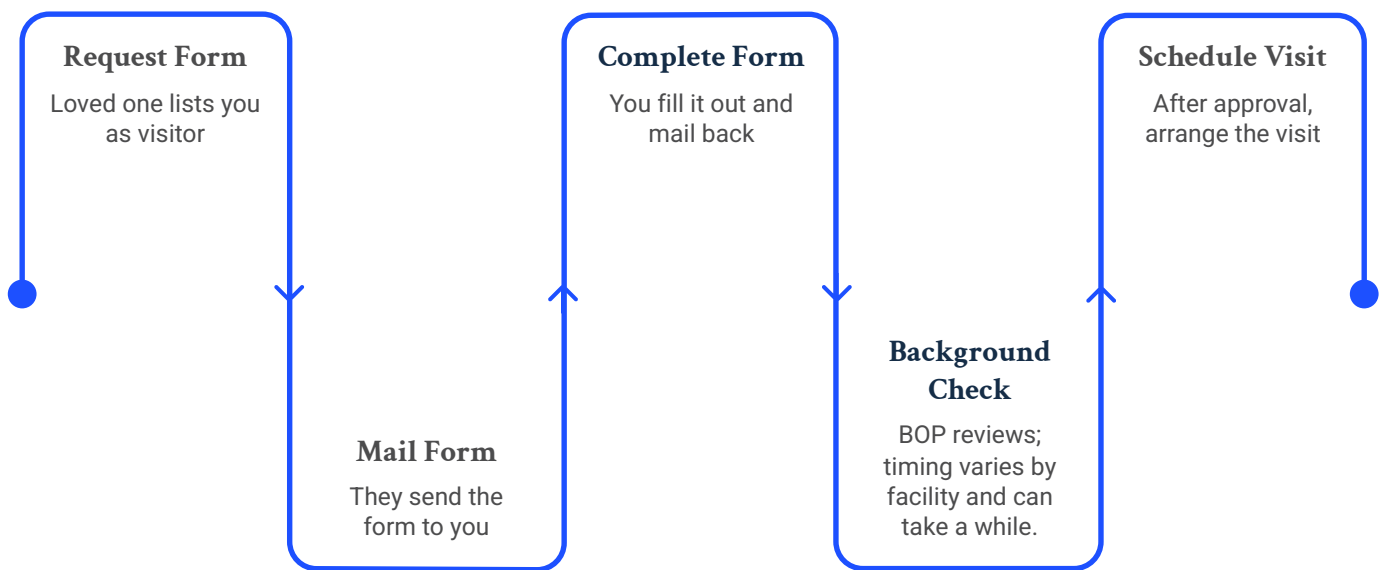 Request Form
Loved one lists you
as visitor
Mail Form
They send the
form to you
Complete Form
You fill it out and
mail back
Background
Check
BOP reviews;
timing varies by
facility and can
take a while.
Schedule Visit
After approval,
arrange the visit